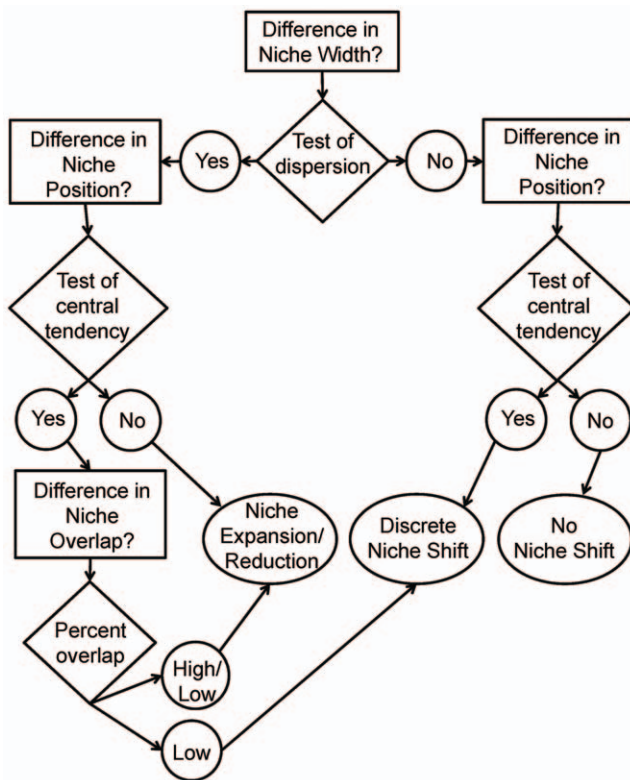 Difference in
Niche Width?
Test of
dispersion
Yes
No
Difference in
Niche
Position?
Difference in
Niche
Position?
Test of
central
tendency
Test of
central
tendency
Yes
No
Yes
No
Difference in
Niche
Overlap?
Niche
Expansion/
Reduction
Discrete
Niche Shift
No
Niche Shift
Percent
overlap
High/
Low
Low